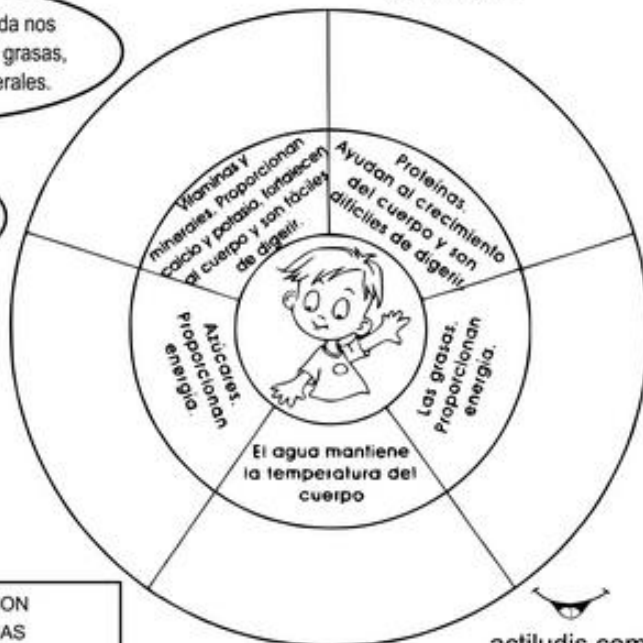 da nos
grasas,
erales.
Vitaminas y
minerales. Proporcionan
calcio y potasio, fortalecen
al cuerpo y son fáciles
de digerir.
Proteínas.
Ayudan al crecimiento
del cuerpo y son
difíciles de digerir.
Azúcares.
Proporcionan
energía.
Las grasas.
Proporcionan
energía.
El agua mantiene
la temperatura del
cuerpo
ON
AS
actiludis.com